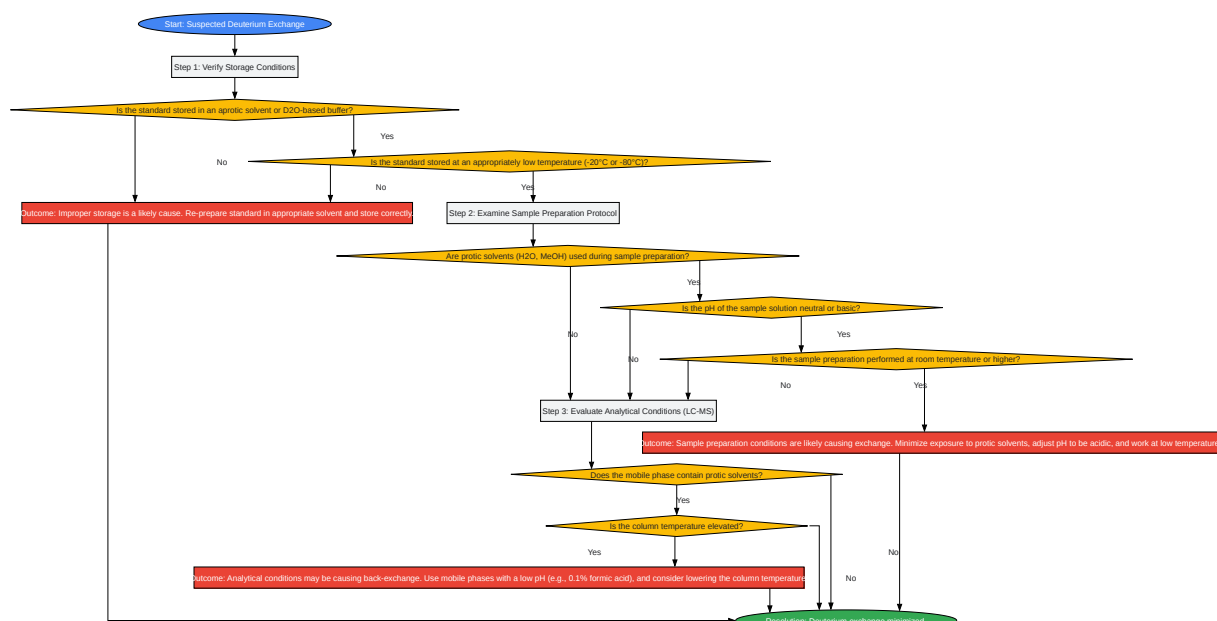 Start: Suspected Deuterium Exchange
Step 1: Verify Storage Conditions
Is the standard stored in an aprotic solvent or D2O-based buffer?
Yes
No
Is the standard stored at an appropriately low temperature (-20°C or -80°C)?
No
Yes
Outcome: Improper storage is a likely cause. Re-prepare standard in appropriate solvent and store correctly.
Step 2: Examine Sample Preparation Protocol
Are protic solvents (H2O, MeOH) used during sample preparation?
Yes
Is the pH of the sample solution neutral or basic?
No
Yes
No
Is the sample preparation performed at room temperature or higher?
No
Yes
Step 3: Evaluate Analytical Conditions (LC-MS)
Outcome: Sample preparation conditions are likely causing exchange. Minimize exposure to protic solvents, adjust pH to be acidic, and work at low temperature
Does the mobile phase contain protic solvents?
Yes
Is the column temperature elevated?
Yes
No
Outcome: Analytical conditions may be causing back-exchange. Use mobile phases with a low pH (e.g., 0.1% formic acid), and consider lowering the column temperature
No
Resolution: Deuterium exchange minimized